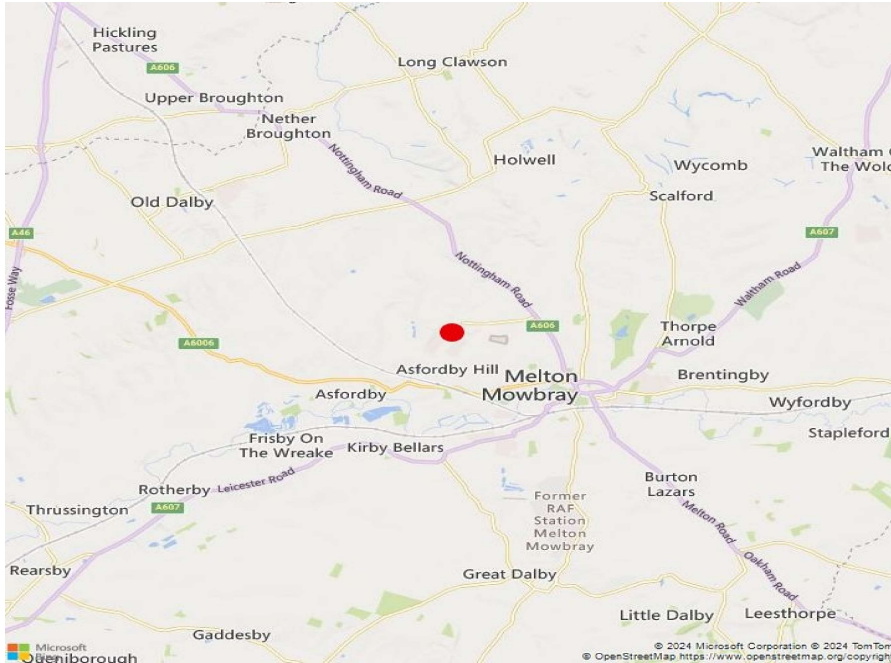 Hickling
Pastures
A606
Long Clawson
Upper Broughton
Nether
Broughton
Nottingham Road
Holwell
Wycomb
Waltham
The Wold
Scalford
Old Dalby
A46
A607
Fosse Way
Nottingham Road
Waltham Road
A606
A6006
Thorpe
Arnold
Asfordby Hill
Melton
Mowbray
Brentingby
Asfordby
Wyfordby
Frisby On
The Wreake
Kirby Bellars
Stapleford
Rotherby
Leicester Road
Burton
Lazars
Thrussington
A607
Former
RAF
Station
Melton
Mowbray
Melton Road
Oakham Road
Rearsby
Great Dalby
Little Dalby
Leesthorpe
Gaddesby
Microsoft
Bing
Queniborough
© 2024 Microsoft Corporation © 2024 TomTom
© OpenStreetMap https://www.openstreetmap.org/copyright